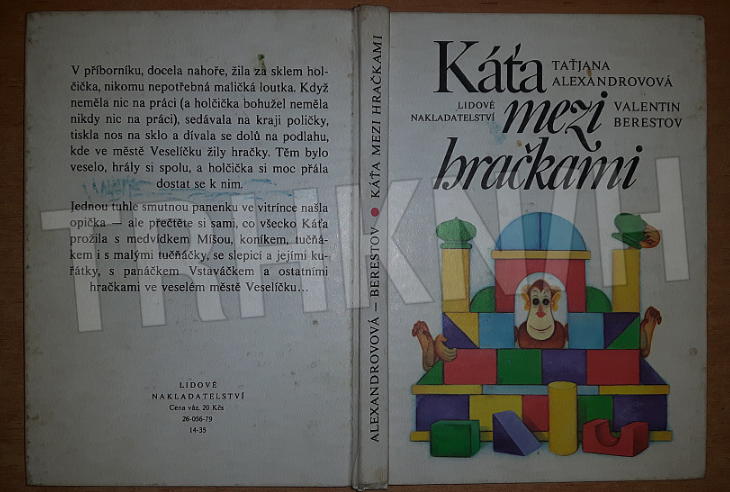 V příborníku, docela nahoře, žila za sklem hol-
čička, nikomu nepotřebná maličká loutka. Když
neměla nic na práci (a holčička bohužel neměla
nikdy nic na práci), sedávala na kraji poličky,
tiskla nos na sklo a dívala se dolů na podlahu,
kde ve městě Veselíčku žily hračky. Těm bylo
veselo, hrály si spolu, a holčička si moc přála
dostat se k nim.
Jednou tuhle smutnou panenku ve vitrínce našla
opička — ale přečtěte si sami, co všecko Káťa
prožila s medvídkem Míšou, koníkem, tučňá-
kem i s malými tučňáčky, se slepicí a jejími ku-
řátky, s panáčkem Vstaváčkem a ostatními
hračkami ve veselém městě Veselíčku...
LIDOVÉ
NAKLADATELSTVÍ
Cena váz. 20 Kčs
26-056-79
14-35
ALEXANDROVOVÁ – BERESTOV • KÁŤA MEZI HRAČKAMI
Káťa
TAŤJANA
ALEXANDROVOVÁ
LIDOVÉ
NAKLADATELSTVÍ
mezi
VALENTIN
BERESTOV
hračkami
TRHKNIH